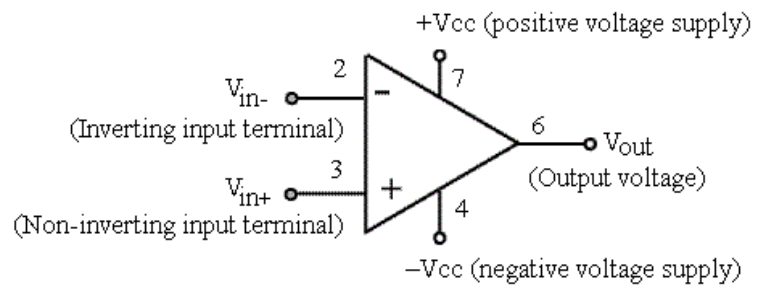 +Vcc (positive voltage supply)
2
7
Vin-
−
(Inverting input terminal)
6
Vout
(Output voltage)
3
Vin+
+
(Non-inverting input terminal)
4
−Vcc (negative voltage supply)